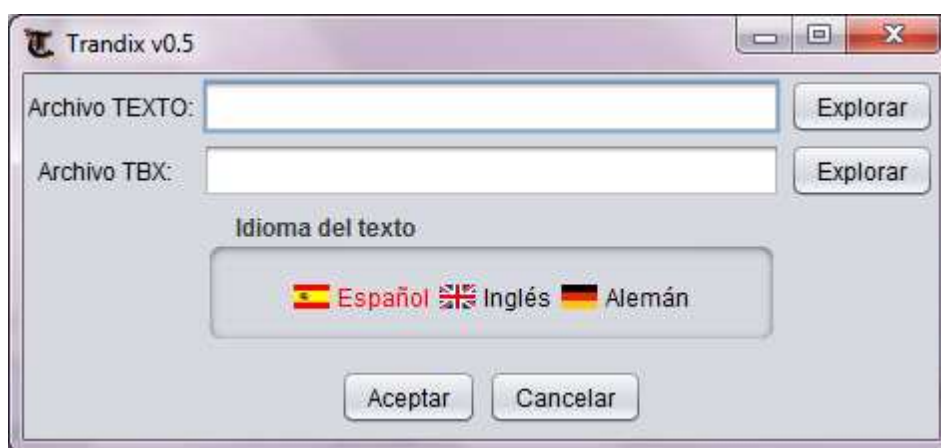 Trandix v0.5
Archivo TEXTO: Explorar
Archivo TBX: Explorar
Idioma del texto
Español Inglés Alemán
Aceptar Cancelar